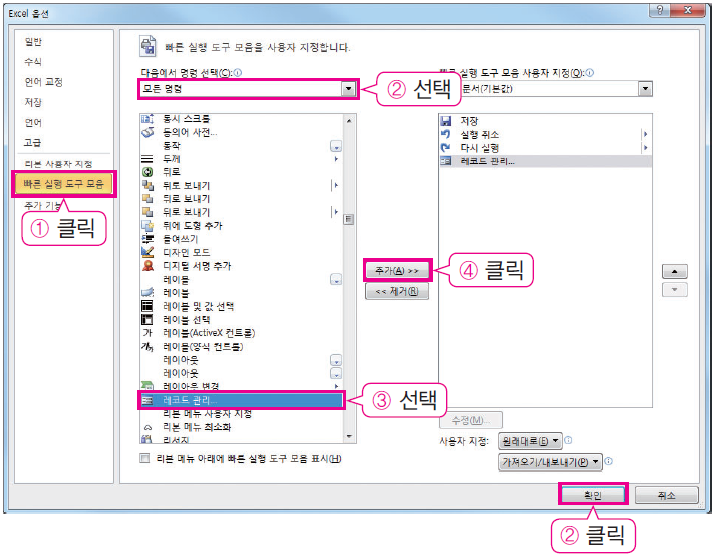 Excel 옵션
일반
수식
언어 교정
저장
언어
고급
리본 사용자 지정
빠른 실행 도구 모음
추가 기능
① 클릭
빠른 실행 도구 모음을 사용자 지정합니다.
다음에서 명령 선택(C):
모든 명령
② 선택
동시 스크롤
동의어 사전...
동작
두께
뒤로
뒤로 보내기
뒤로 보내기
뒤로 보내기
뒤에 도형 추가
들여쓰기
디자인 모드
디지털 서명 추가
레이블
레이블
레이블 및 값 선택
레이블 선택
레이블(ActiveX 컨트롤)
레이블(양식 컨트롤)
레이아웃
레이아웃
레이아웃 변경
레코드 관리...
리본 메뉴 사용자 지정
리본 메뉴 최소화
리서치
③ 선택
리본 메뉴 아래에 빠른 실행 도구 모음 표시(H)
추가(A) >>
<< 제거(R)
④ 클릭
빠른 실행 도구 모음 사용자 지정(Q):
문서(기본값)
저장
실행 취소
다시 실행
레코드 관리...
수정(M)...
사용자 지정:
원래대로(E)
가져오기/내보내기(P)
확인
취소
② 클릭